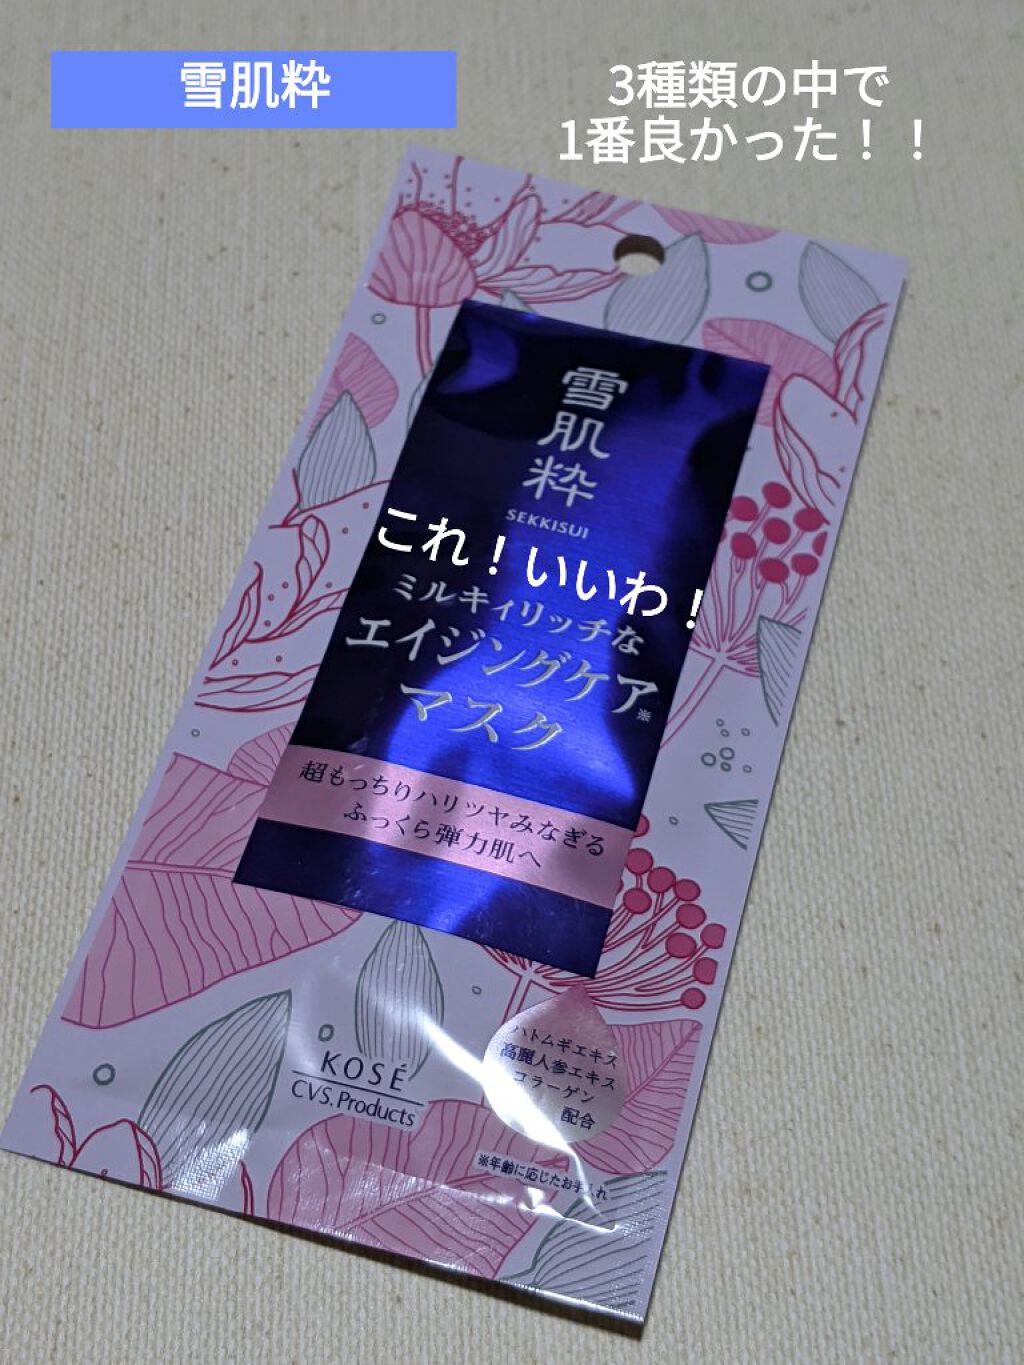 雪肌粋
3種類の中で
1番良かった！！
雪肌粋
SEKKISUI
これ！いいわ！
ミルキィリッチな
エイジングケア※
マスク
超もっちりハリツヤみなぎる
ふっくら弾力肌へ
ハトムギエキス
高麗人参エキス
コラーゲン
配合
KOSÉ
CVS.Products
※年齢に応じたお手入れ